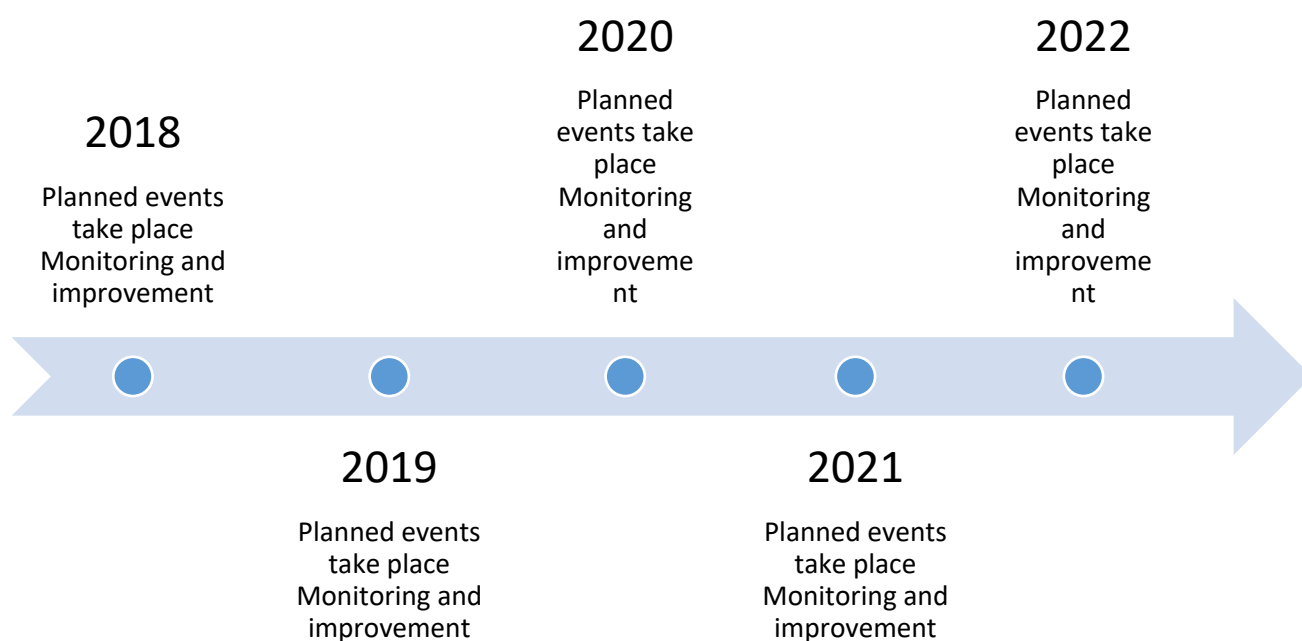 2018
Planned events
take place
Monitoring and
improvement
2019
Planned events
take place
Monitoring and
improvement
2020
Planned
events take
place
Monitoring
and
improveme
nt
2021
Planned events
take place
Monitoring and
improvement
2022
Planned
events take
place
Monitoring
and
improveme
nt